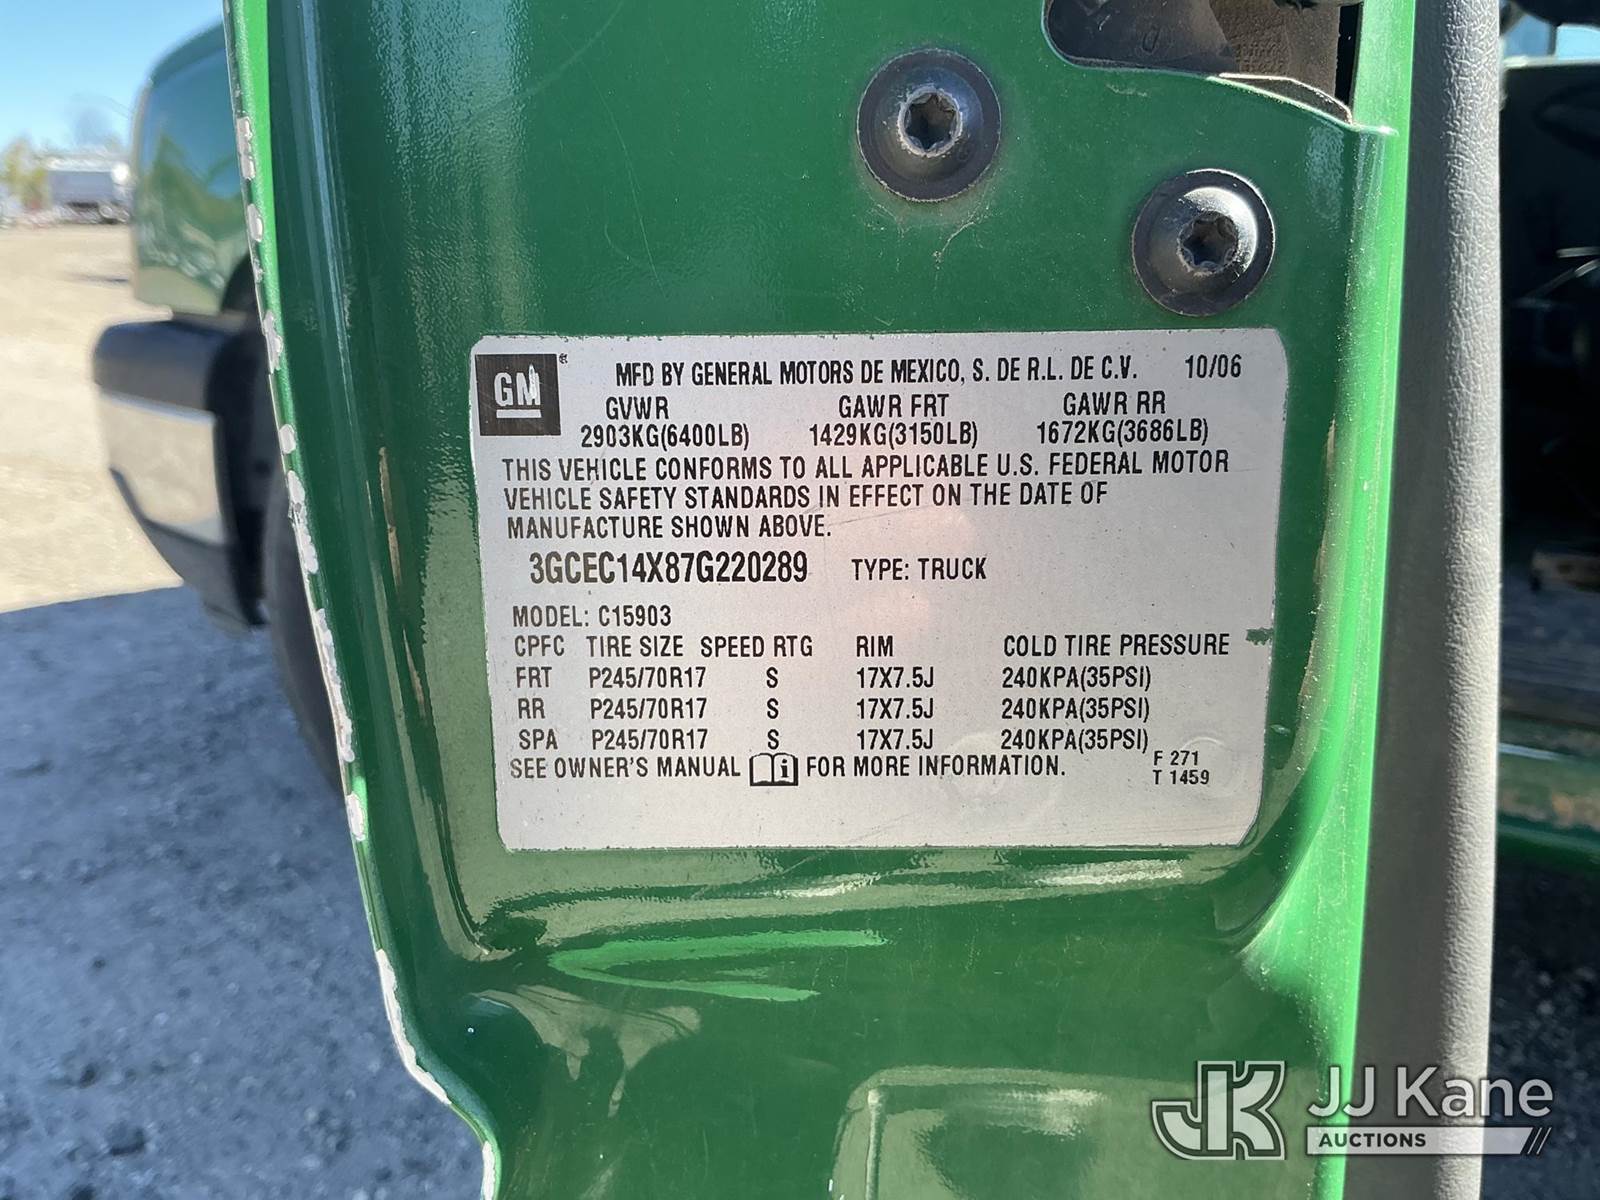 GM
MFD BY GENERAL MOTORS DE MEXICO, S. DE R.L. DE C.V. 10/06
GVWR GAWR FRT GAWR RR
2903KG(6400LB) 1429KG(3150LB) 1672KG(3686LB)
THIS VEHICLE CONFORMS TO ALL APPLICABLE U.S. FEDERAL MOTOR
VEHICLE SAFETY STANDARDS IN EFFECT ON THE DATE OF
MANUFACTURE SHOWN ABOVE.
3GCEC14X87G220289 TYPE: TRUCK
MODEL: C15903
CPFC TIRE SIZE SPEED RTG RIM COLD TIRE PRESSURE
FRT P245/70R17 S 17X7.5J 240KPA(35PSI)
RR P245/70R17 S 17X7.5J 240KPA(35PSI)
SPA P245/70R17 S 17X7.5J 240KPA(35PSI)
SEE OWNER'S MANUAL i FOR MORE INFORMATION.
F 271
T 1459
JK JJ Kane
AUCTIONS